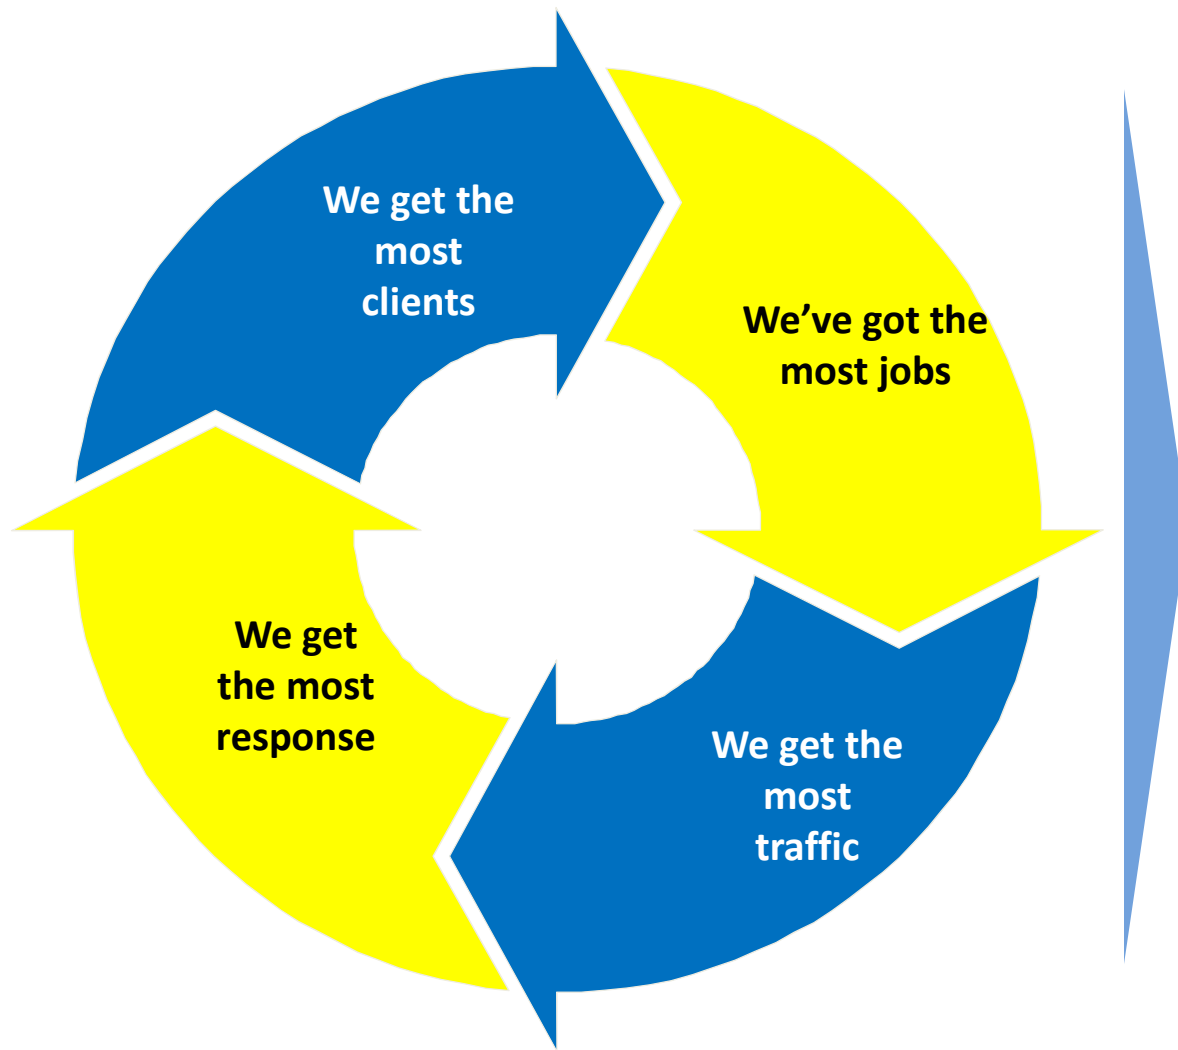 We get the
most
clients
We've got the
most jobs
We get the
most
traffic
We get
the most
response